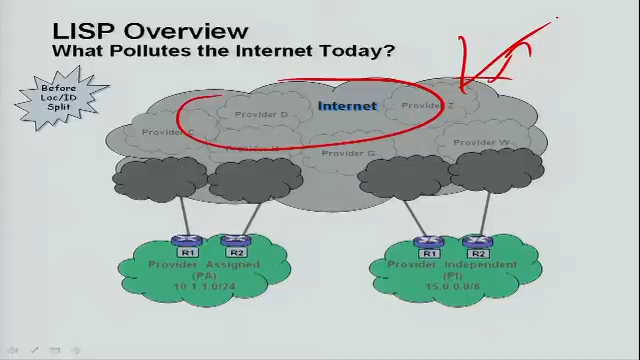 LISP Overview
What Pollutes the Internet Today?
Before
Loc/ID
Split
Internet
Provider D
Provider Z
Provider C
Provider W
Provider G
R1
R2
R1
R2
Provider Assigned
(PA)
10.1.1.0/24
Provider Independent
(PI)
15.0.0.0/8